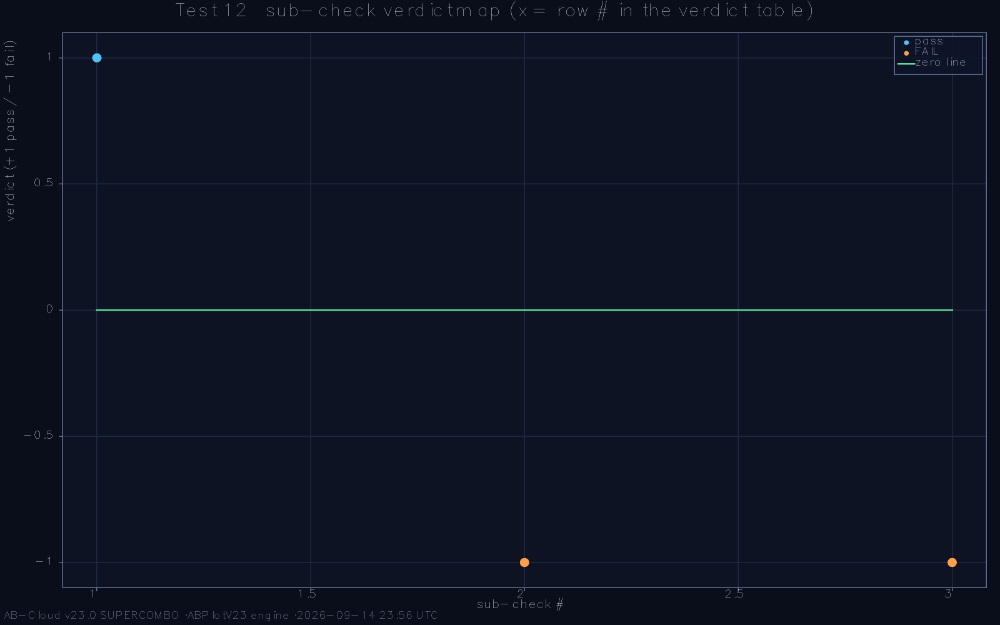 Test 12 sub-check verdict map (x = row # in the verdict table)
verdict (+1 pass / -1 fail)
pass
FAIL
zero line
1
0.5
0
-0.5
-1
1 1.5 2 2.5 3
sub-check #
AB-Cloud v23.0 SUPERCOMBO · ABPlotV23 engine · 2026-09-14 23:56 UTC